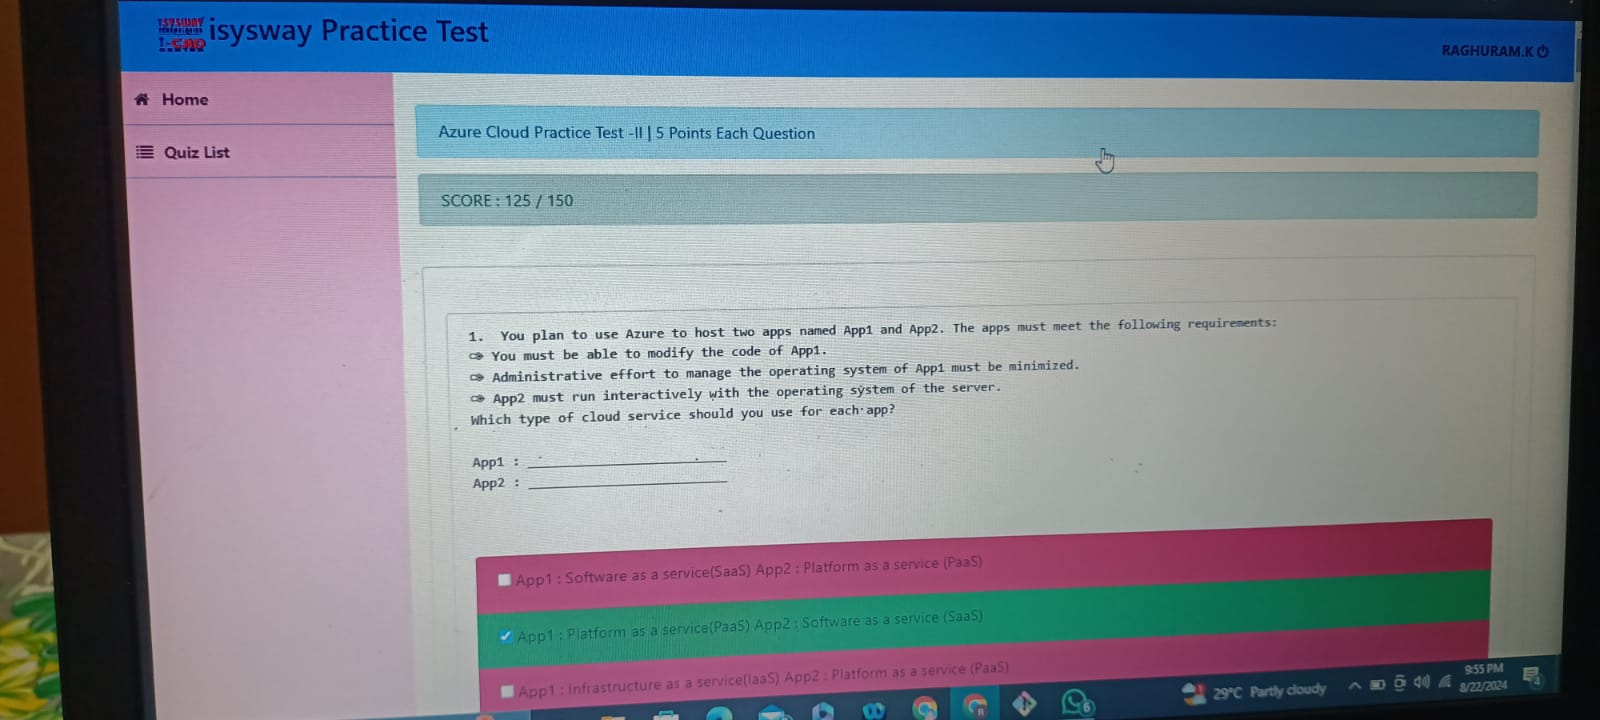 ISYSWAY
isysway Practice Test
RAGHURAM.K
Home
Quiz List
Azure Cloud Practice Test -II | 5 Points Each Question
SCORE : 125 / 150
1. You plan to use Azure to host two apps named App1 and App2. The apps must meet the following requirements:
You must be able to modify the code of App1.
Administrative effort to manage the operating system of App1 must be minimized.
App2 must run interactively with the operating system of the server.
Which type of cloud service should you use for each app?
App1 : ____________________
App2 : ____________________
App1 : Software as a service(SaaS) App2 : Platform as a service (PaaS)
App1 : Platform as a service(PaaS) App2 : Software as a service (SaaS)
App1 : Infrastructure as a service(IaaS) App2 : Platform as a service (PaaS)
6
29°C Partly cloudy
9:55 PM
8/22/2024
4